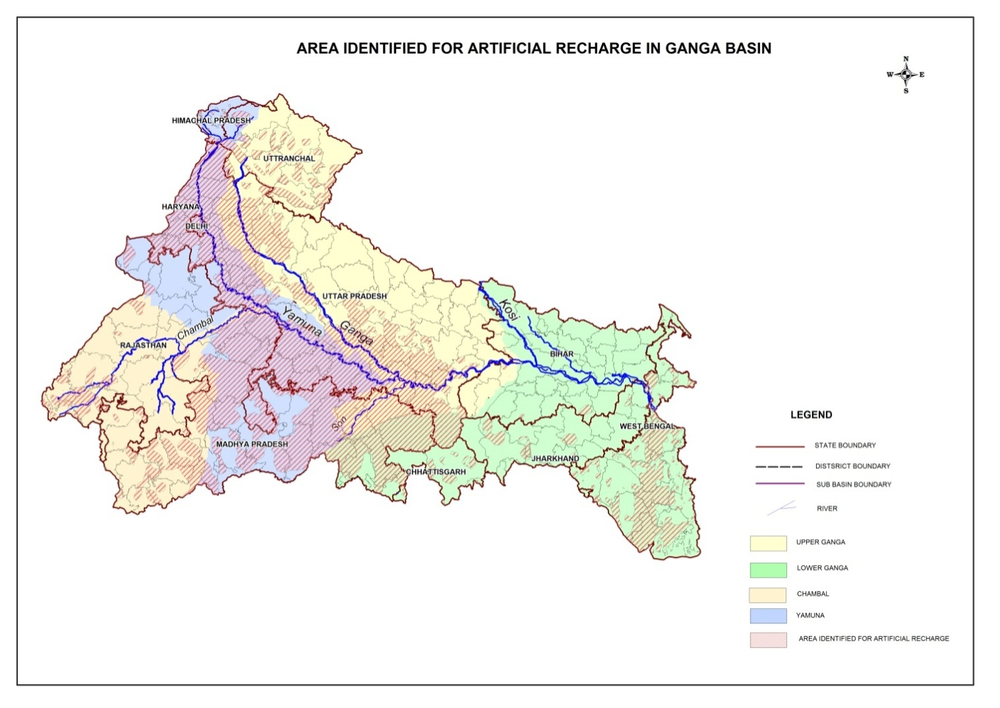 AREA IDENTIFIED FOR ARTIFICIAL RECHARGE IN GANGA BASIN
N
W E
S
HIMACHAL PRADESH
UTTRANCHAL
HARYANA
DELHI
UTTAR PRADESH
Kosi
Yamuna
Ganga
Chambal
RAJASTHAN
BIHAR
Son
WEST BENGAL
MADHYA PRADESH
JHARKHAND
CHHATTISGARH
LEGEND
STATE BOUNDARY
DISTSRICT BOUNDARY
SUB BASIN BOUNDARY
RIVER
UPPER GANGA
LOWER GANGA
CHAMBAL
YAMUNA
AREA IDENTIFIED FOR ARTIFICIAL RECHARGE